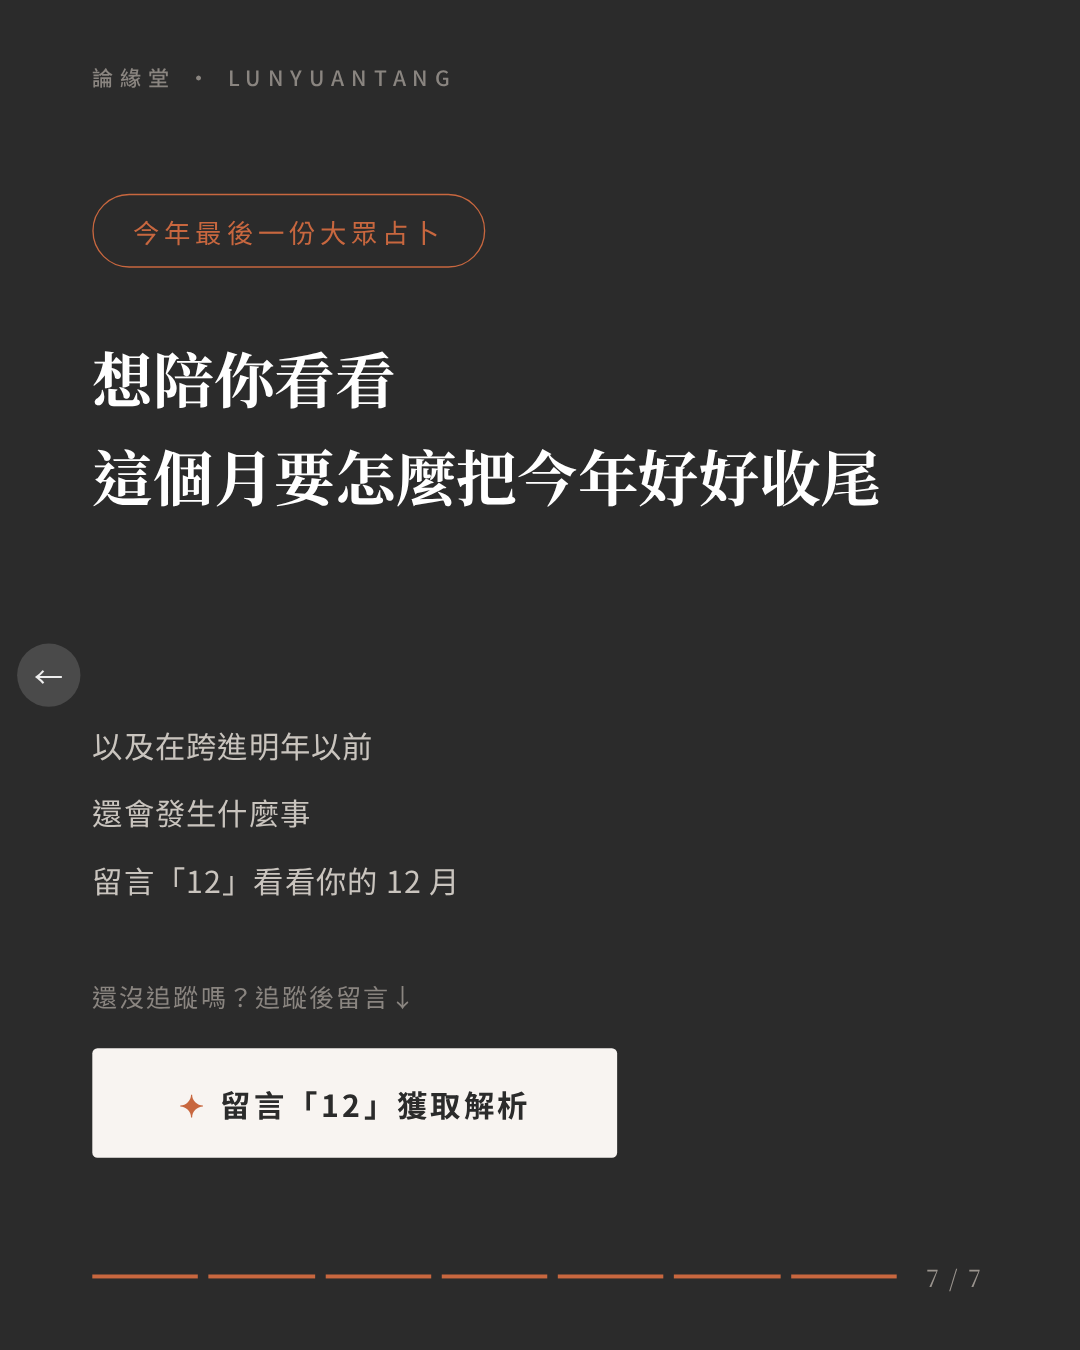 論緣堂 · LUNYUANTANG
今年最後一份大眾占卜
想陪你看看
這個月要怎麼把今年好好收尾
←
以及在跨進明年以前
還會發生什麼事
留言「12」看看你的 12 月
還沒追蹤嗎？追蹤後留言↓
✦ 留言「12」獲取解析
7 / 7